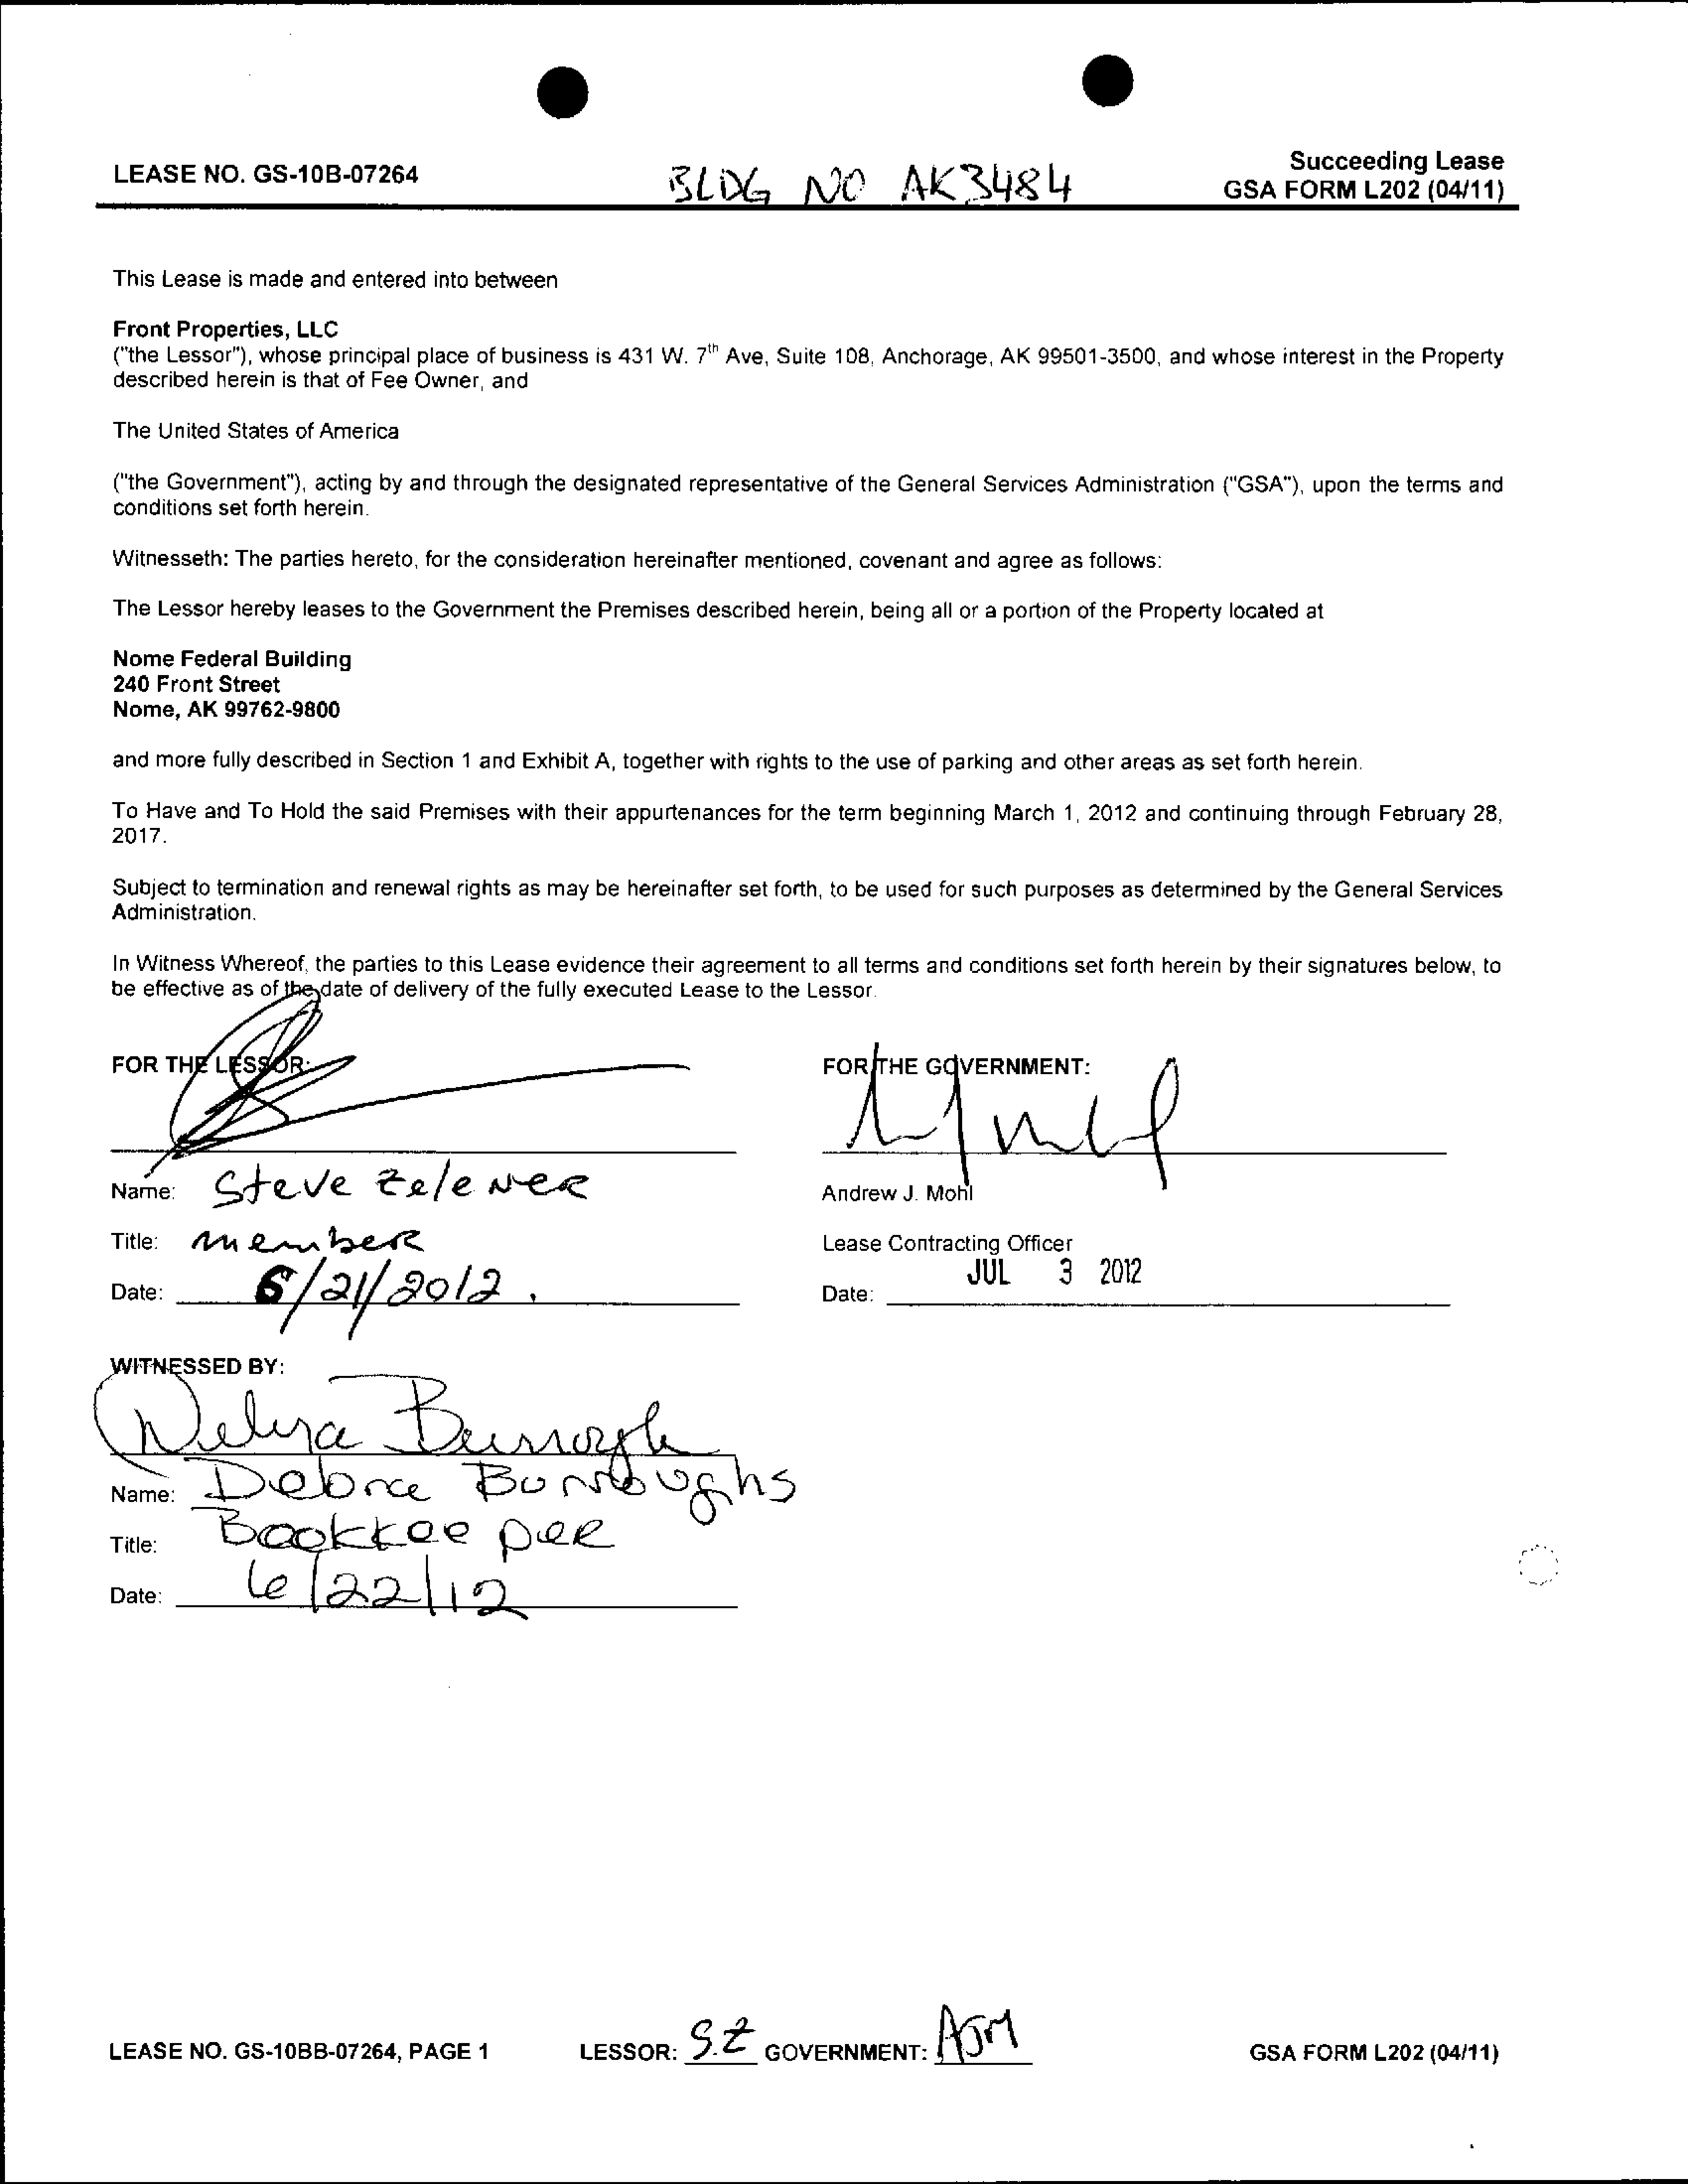 LEASE NO. GS-10B-07264
BLDG NO AK3484
Succeeding Lease
GSA FORM L202 (04/11)
This Lease is made and entered into between
Front Properties, LLC
("the Lessor"), whose principal place of business is 431 W. 7th Ave, Suite 108, Anchorage, AK 99501-3500, and whose interest in the Property
described herein is that of Fee Owner, and
The United States of America
("the Government"), acting by and through the designated representative of the General Services Administration ("GSA"), upon the terms and
conditions set forth herein.
Witnesseth: The parties hereto, for the consideration hereinafter mentioned, covenant and agree as follows:
The Lessor hereby leases to the Government the Premises described herein, being all or a portion of the Property located at
Nome Federal Building
240 Front Street
Nome, AK 99762-9800
and more fully described in Section 1 and Exhibit A, together with rights to the use of parking and other areas as set forth herein.
To Have and To Hold the said Premises with their appurtenances for the term beginning March 1, 2012 and continuing through February 28,
2017.
Subject to termination and renewal rights as may be hereinafter set forth, to be used for such purposes as determined by the General Services
Administration.
In Witness Whereof, the parties to this Lease evidence their agreement to all terms and conditions set forth herein by their signatures below, to
be effective as of the date of delivery of the fully executed Lease to the Lessor.
FOR THE LESSOR:
Name: Steve Zelener
Title: member
Date: 6/21/2012.
FOR THE GOVERNMENT:
Andrew J. Mohl
Lease Contracting Officer
Date: JUL 3 2012
WITNESSED BY:
Debra Burrough
Name: Debra Burroughs
Title: Bookkeeper
Date: 6/22/12
LEASE NO. GS-10BB-07264, PAGE 1
LESSOR: S.Z GOVERNMENT: AJM
GSA FORM L202 (04/11)